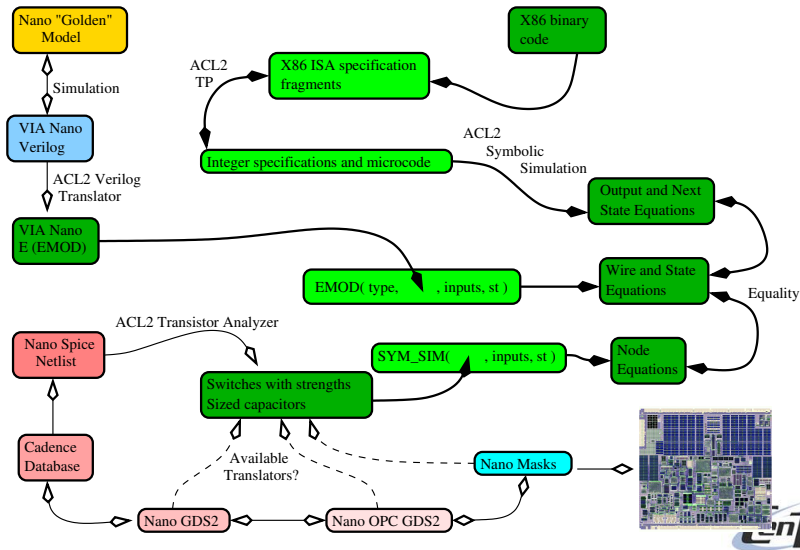 Nano "Golden"
Model
X86 binary
code
ACL2
TP
X86 ISA specification
fragments
Simulation
VIA Nano
Verilog
Integer specifications and microcode
ACL2
Symbolic
Simulation
ACL2 Verilog
Translator
Output and Next
State Equations
VIA Nano
E (EMOD)
EMOD( type, , inputs, st )
Wire and State
Equations
Equality
ACL2 Transistor Analyzer
Nano Spice
Netlist
SYM_SIM( , inputs, st )
Node
Equations
Switches with strengths
Sized capacitors
Cadence
Database
Available
Translators?
Nano Masks
Nano GDS2
Nano OPC GDS2